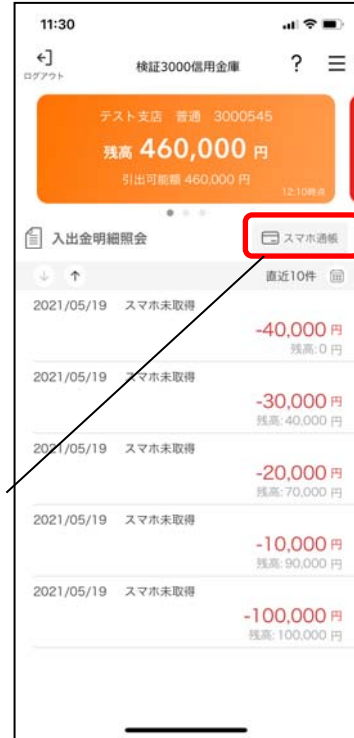 11:30
ログアウト
検証3000信用金庫
?
テスト支店 普通 3000545
残高 460,000 円
引出可能額 460,000 円
12:10時点
入出金明細照会
スマホ通帳
直近10件
2021/05/19 スマホ未取得
-40,000 円
残高:0 円
2021/05/19 スマホ未取得
-30,000 円
残高:40,000 円
2021/05/19 スマホ未取得
-20,000 円
残高:70,000 円
2021/05/19 スマホ未取得
-10,000 円
残高:90,000 円
2021/05/19 スマホ未取得
-100,000 円
残高:100,000 円